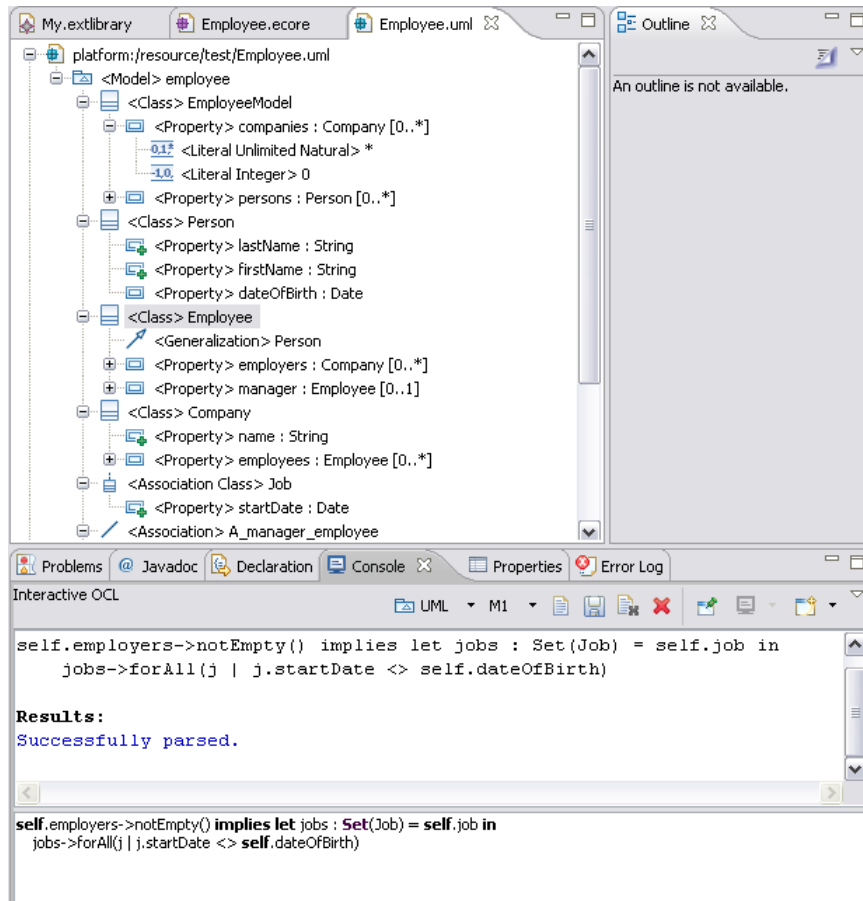 My.extlibrary Employee.ecore Employee.uml
platform:/resource/test/Employee.uml
<Model> employee
<Class> EmployeeModel
<Property> companies : Company [0..*]
0,1* <Literal Unlimited Natural> *
-1,0, <Literal Integer> 0
<Property> persons : Person [0..*]
<Class> Person
<Property> lastName : String
<Property> firstName : String
<Property> dateOfBirth : Date
<Class> Employee
<Generalization> Person
<Property> employers : Company [0..*]
<Property> manager : Employee [0..1]
<Class> Company
<Property> name : String
<Property> employees : Employee [0..*]
<Association Class> Job
<Property> startDate : Date
<Association> A_manager_employee
Outline
An outline is not available.
Problems @ Javadoc Declaration Console Properties Error Log
Interactive OCL
UML M1
self.employers->notEmpty() implies let jobs : Set(Job) = self.job in
jobs->forAll(j | j.startDate <> self.dateOfBirth)
Results:
Successfully parsed.
self.employers->notEmpty() implies let jobs : Set(Job) = self.job in
jobs->forAll(j | j.startDate <> self.dateOfBirth)